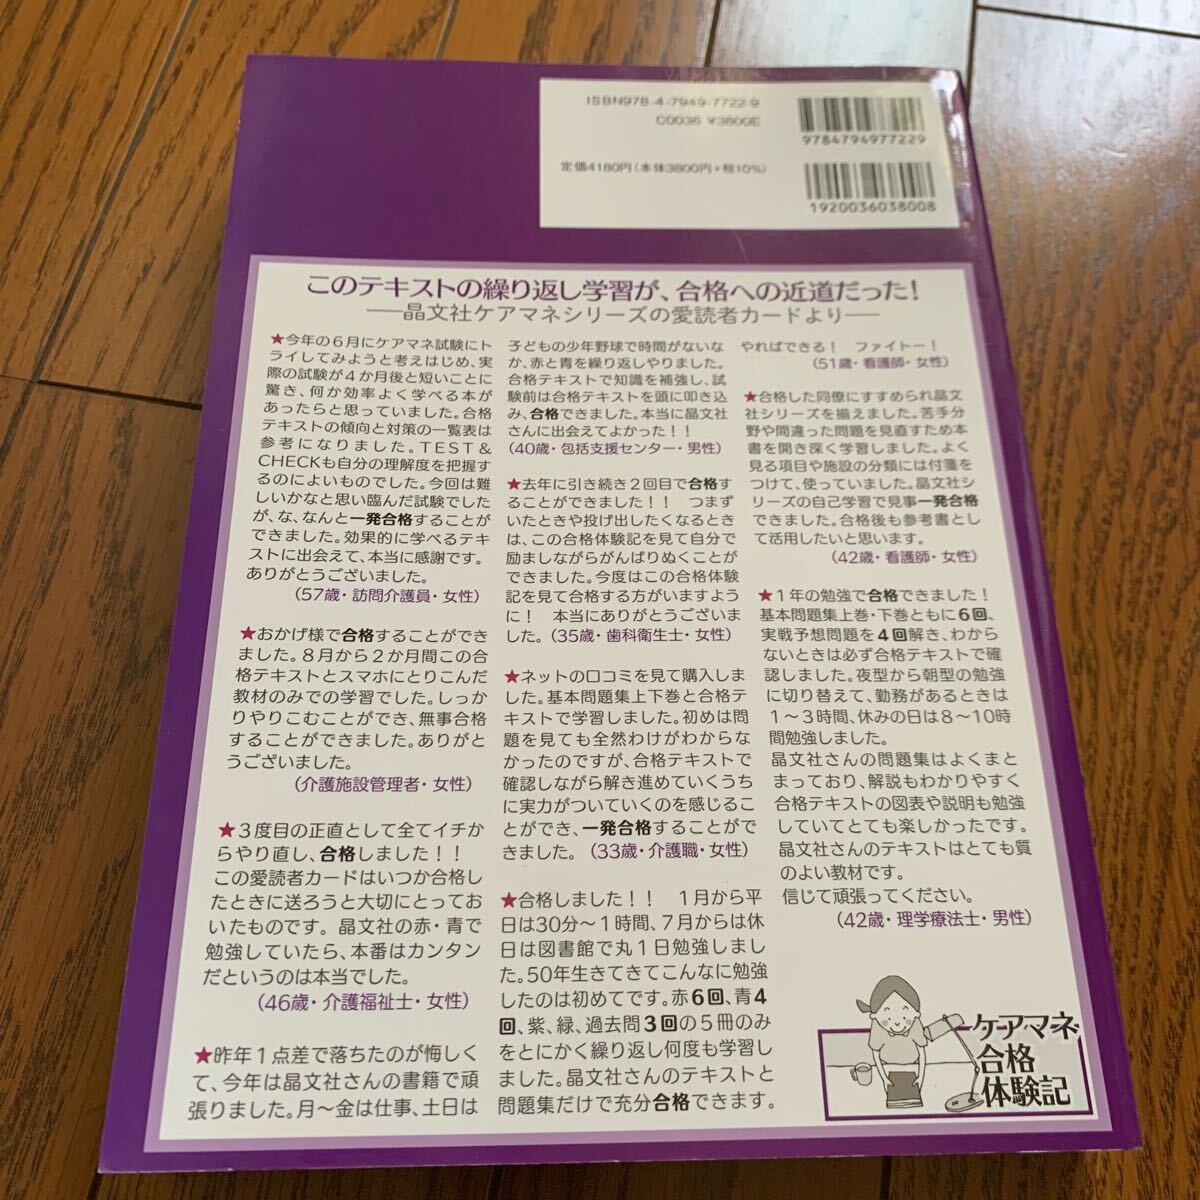 ISBN978-4-7949-7722-9
C0036 ¥3800E
9784794977229
定価4180円(本体3800円+税10%)
1920036038008
このテキストの繰り返し学習が、合格への近道だった!
──晶文社ケアマネシリーズの愛読者カードより──
★今年の6月にケアマネ試験にト
ライしてみようと考えはじめ、実
際の試験が4か月後と短いことに
驚き、何か効率よく学べる本が
あったらと思っていました。合格
テキストの傾向と対策の一覧表は
参考になりました。TEST&
CHECKも自分の理解度を把握す
るのによいものでした。今回は難
しいかなと思い臨んだ試験でした
が、な、なんと一発合格することが
できました。効果的に学べるテキ
ストに出会えて、本当に感謝です。
ありがとうございました。
(57歳・訪問介護員・女性)
★おかげ様で合格することができ
ました。8月から2か月間この合
格テキストとスマホにとりこんだ
教材のみでの学習でした。しっか
りやりこむことができ、無事合格
することができました。ありがと
うございました。
(介護施設管理者・女性)
★3度目の正直として全てイチか
らやり直し、合格しました!!
この愛読者カードはいつか合格し
たときに送ろうと大切にとってお
いたものです。晶文社の赤・青で
勉強していたら、本番はカンタン
だというのは本当でした。
(46歳・介護福祉士・女性)
★昨年1点差で落ちたのが悔しく
て、今年は晶文社さんの書籍で頑
張りました。月〜金は仕事、土日は
子どもの少年野球で時間がないな
か、赤と青を繰り返しやりました。
合格テキストで知識を補強し、試
験前は合格テキストを頭に叩き込
み、合格できました。本当に晶文社
さんに出会えてよかった!!
(40歳・包括支援センター・男性)
★去年に引き続き2回目で合格す
ることができました!! つまず
いたときや投げ出したくなるとき
は、この合格体験記を見て自分で
励ましながらがんばりぬくことが
できました。今度はこの合格体験
記を見て合格する方がいますよう
に! 本当にありがとうございま
した。(35歳・歯科衛生士・女性)
★ネットの口コミを見て購入しま
した。基本問題集上下巻と合格テ
キストで学習しました。初めは問
題を見ても全然わけがわからな
かったのですが、合格テキストで
確認しながら解き進めていくうち
に実力がついていくのを感じるこ
とができ、一発合格することがで
きました。(33歳・介護職・女性)
★合格しました!! 1月から平
日は30分〜1時間、7月からは休
日は図書館で丸1日勉強しまし
た。50年生きてきてこんなに勉強
したのは初めてです。赤6回、青4
回、紫、緑、過去問3回の5冊のみ
をとにかく繰り返し何度も学習し
ました。晶文社さんのテキストと
問題集だけで充分合格できます。
やればできる! ファイトー!
(51歳・看護師・女性)
★合格した同僚にすすめられ晶文
社シリーズを揃えました。苦手分
野や間違った問題を見直すため本
書を開き深く学習しました。よく
見る項目や施設の分類には付箋を
つけて、使っていました。晶文社シ
リーズの自己学習で見事一発合格
できました。合格後も参考書とし
て活用したいと思います。
(42歳・看護師・女性)
★1年の勉強で合格できました!
基本問題集上巻・下巻ともに6回、
実戦予想問題を4回解き、わから
ないときは必ず合格テキストで確
認しました。夜型から朝型の勉強
に切り替えて、勤務があるときは
1〜3時間、休みの日は8〜10時
間勉強しました。
晶文社さんの問題集はよくまと
まっており、解説もわかりやすく
合格テキストの図表や説明も勉強
していてとても楽しかったです。
晶文社さんのテキストはとても質
のよい教材です。
信じて頑張ってください。
(42歳・理学療法士・男性)
ケアマネ
合格
体験記